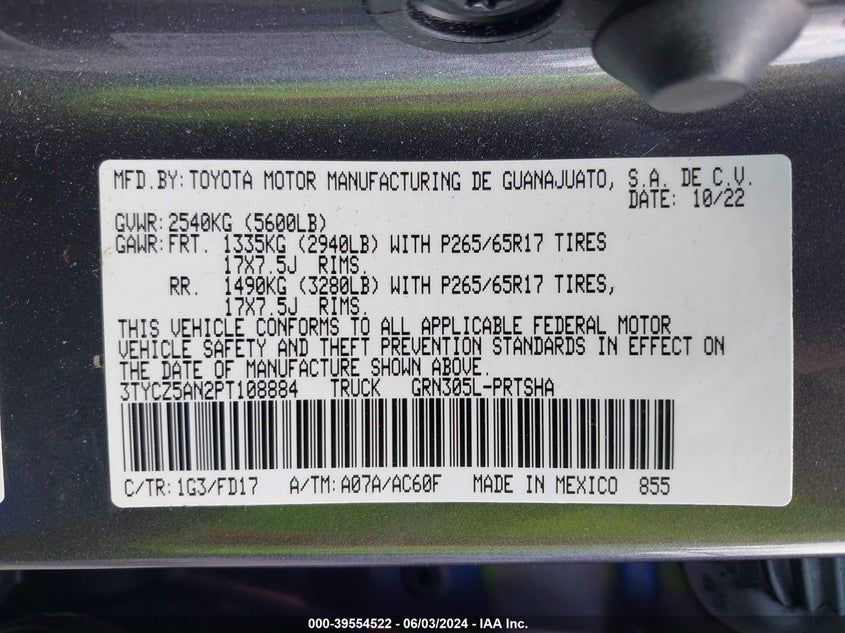 MFD.BY: TOYOTA MOTOR MANUFACTURING DE GUANAJUATO, S.A. DE C.V.
DATE: 10/22
GVWR: 2540KG (5600LB)
GAWR: FRT. 1335KG (2940LB) WITH P265/65R17 TIRES
17X7.5J RIMS.
RR. 1490KG (3280LB) WITH P265/65R17 TIRES,
17X7.5J RIMS.
THIS VEHICLE CONFORMS TO ALL APPLICABLE FEDERAL MOTOR
VEHICLE SAFETY AND THEFT PREVENTION STANDARDS IN EFFECT ON
THE DATE OF MANUFACTURE SHOWN ABOVE.
3TYCZ5AN2PT108884 TRUCK GRN305L-PRTSHA
C/TR: 1G3/FD17 A/TM: A07A/AC60F MADE IN MEXICO 855
000-39554522 - 06/03/2024 - IAA Inc.